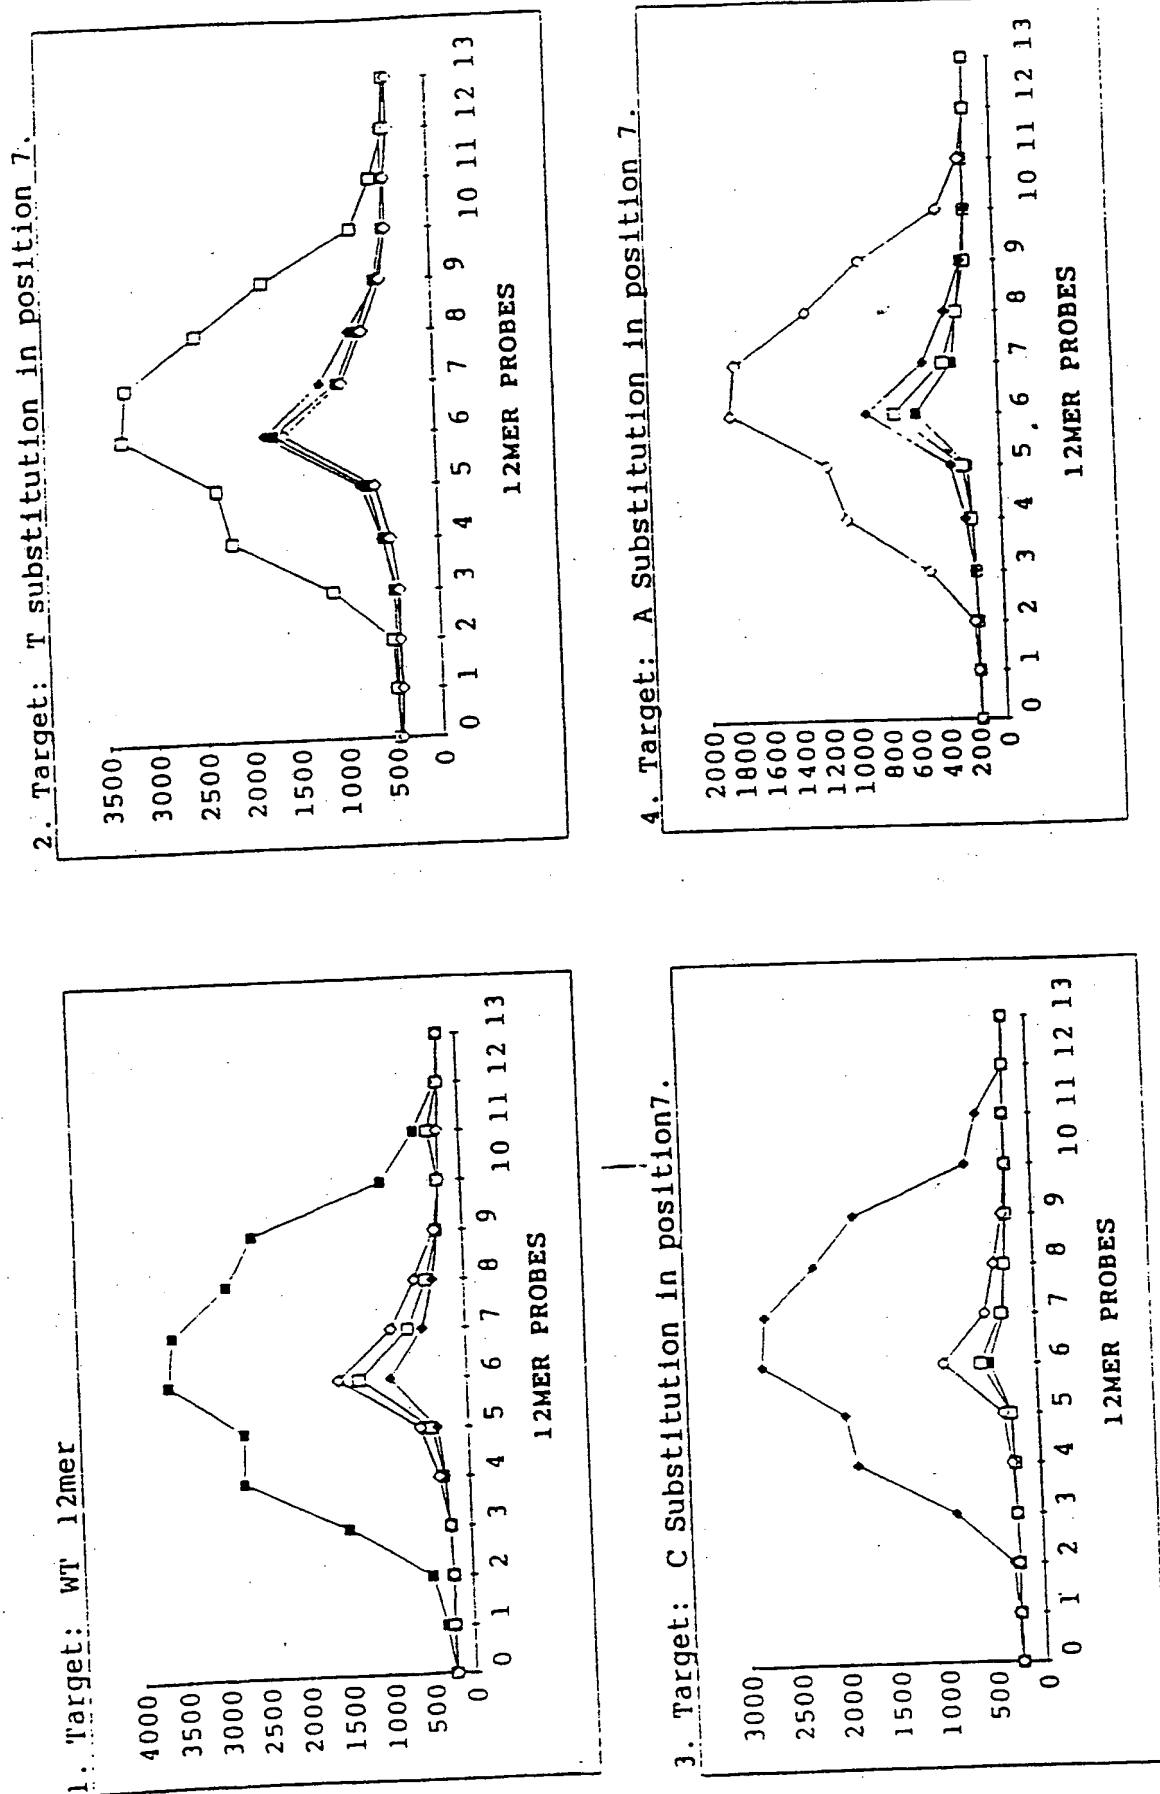 1. Target: WT 12mer
4000
3500
3000
2500
2000
1500
1000
500
0
0 1 2 3 4 5 6 7 8 9 10 11 12 13
12MER PROBES
2. Target: T substitution in position 7.
3500
3000
2500
2000
1500
1000
500
0
0 1 2 3 4 5 6 7 8 9 10 11 12 13
12MER PROBES
3. Target: C Substitution in position7.
3000
2500
2000
1500
1000
500
0
0 1 2 3 4 5 6 7 8 9 10 11 12 13
12MER PROBES
4. Target: A Substitution in position 7.
2000
1800
1600
1400
1200
1000
800
600
400
200
0
0 1 2 3 4 5 6 7 8 9 10 11 12 13
12MER PROBES